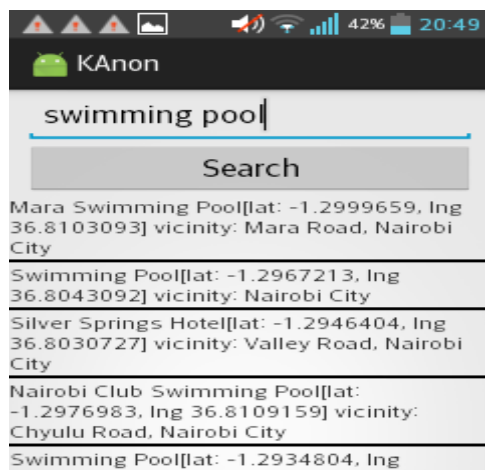 42% 20:49
KAnon
swimming pool
Search
Mara Swimming Pool[lat: -1.2999659, lng
36.8103093] vicinity: Mara Road, Nairobi
City
Swimming Pool[lat: -1.2967213, lng
36.8043092] vicinity: Nairobi City
Silver Springs Hotel[lat: -1.2946404, lng
36.8030727] vicinity: Valley Road, Nairobi
City
Nairobi Club Swimming Pool[lat:
-1.2976983, lng 36.8109159] vicinity:
Chyulu Road, Nairobi City
Swimming Pool[lat: -1.2934804, lng